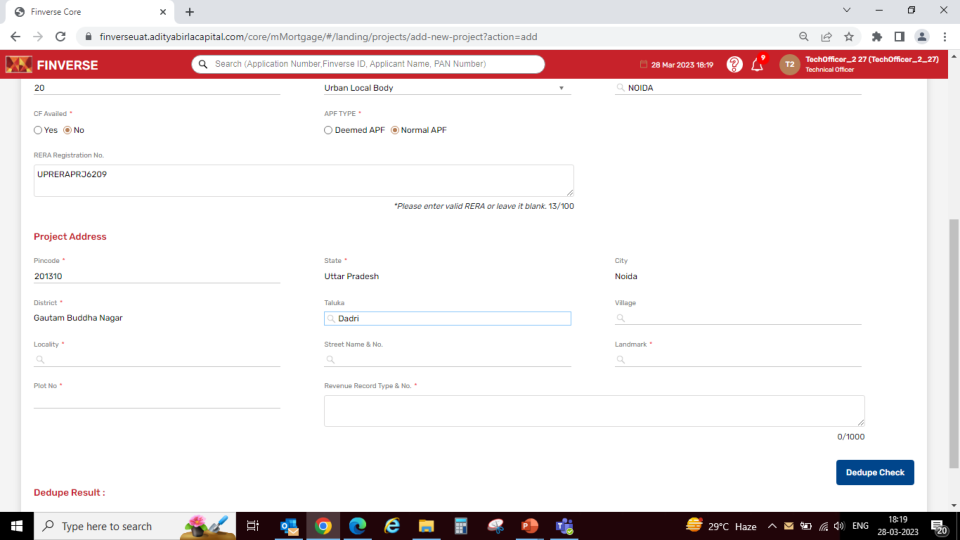 Finverse Core
finverseuat.adityabirlacapital.com/core/mMortgage/#/landing/projects/add-new-project?action=add
FINVERSE
Search (Application Number,Finverse ID, Applicant Name, PAN Number)
28 Mar 2023 18:19
9
T2
TechOfficer_2 27 (TechOfficer_2_27)
Technical Officer
20
Urban Local Body
NOIDA
CF Availed *
APF TYPE *
Yes No
Deemed APF Normal APF
RERA Registration No.
UPRERAPRJ6209
*Please enter valid RERA or leave it blank. 13/100
Project Address
Pincode *
State *
City
201310
Uttar Pradesh
Noida
District *
Taluka
Village
Gautam Buddha Nagar
Dadri
Locality *
Street Name & No.
Landmark *
Plot No *
Revenue Record Type & No. *
0/1000
Dedupe Check
Dedupe Result :
Type here to search
29°C Haze
ENG
18:19
28-03-2023
20